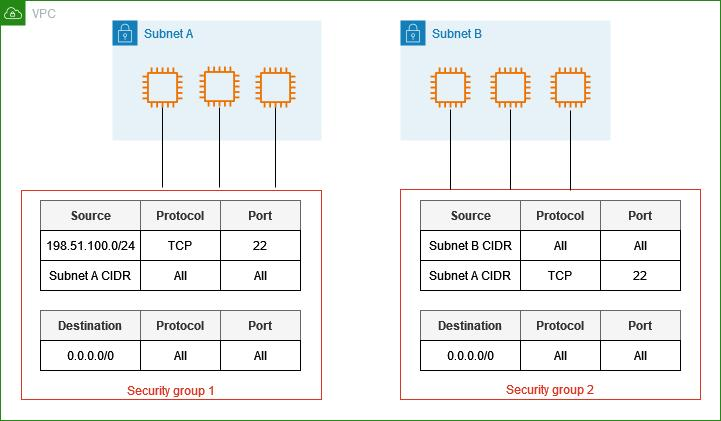 VPC
Subnet A
Subnet B
Source Protocol Port
198.51.100.0/24 TCP 22
Subnet A CIDR All All
Destination Protocol Port
0.0.0.0/0 All All
Security group 1
Source Protocol Port
Subnet B CIDR All All
Subnet A CIDR TCP 22
Destination Protocol Port
0.0.0.0/0 All All
Security group 2